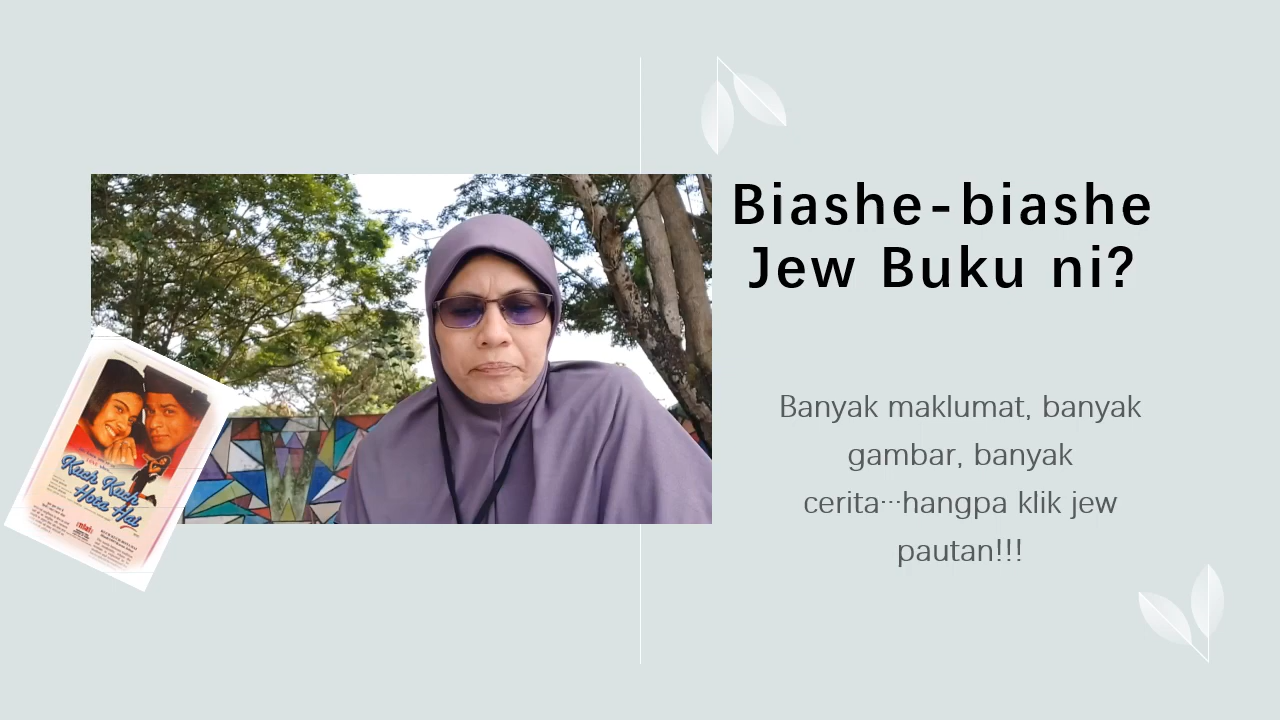 Biashe-biashe
Jew Buku ni?
Banyak maklumat, banyak
gambar, banyak
cerita···hangpa klik jew
pautan!!!
Kuch Kuch
Hota Hai